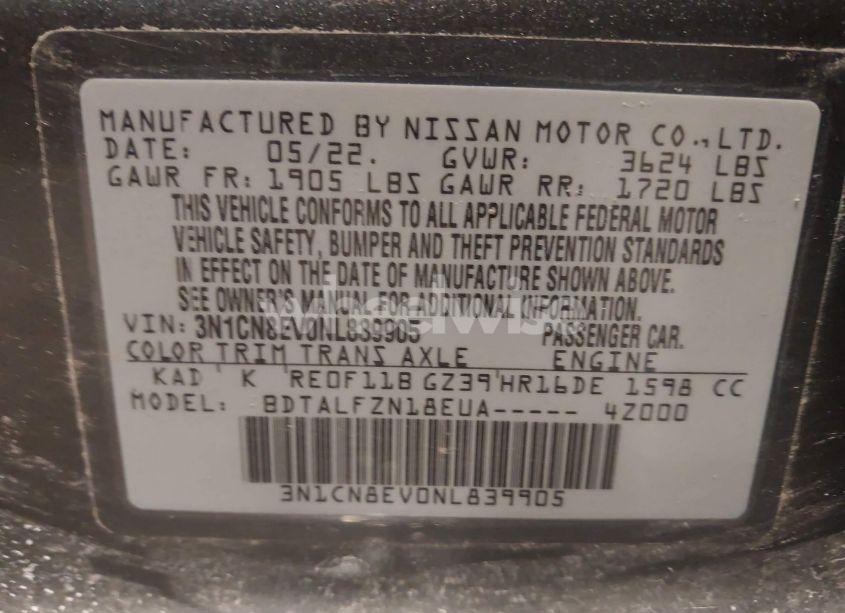 MANUFACTURED BY NISSAN MOTOR CO., LTD.
DATE: 05/22. GVWR: 3624 LBS
GAWR FR: 1905 LBS GAWR RR: 1720 LBS
THIS VEHICLE CONFORMS TO ALL APPLICABLE FEDERAL MOTOR
VEHICLE SAFETY, BUMPER AND THEFT PREVENTION STANDARDS
IN EFFECT ON THE DATE OF MANUFACTURE SHOWN ABOVE.
SEE OWNER'S MANUAL FOR ADDITIONAL INFORMATION.
VIN: 3N1CN8EV0NL839905 PASSENGER CAR.
COLOR TRIM TRANS AXLE ENGINE
KAD K RE0F11B GZ39 HR16DE 1598 CC
MODEL: BDTALFZN18EUA----- 4Z000
3N1CN8EV0NL839905